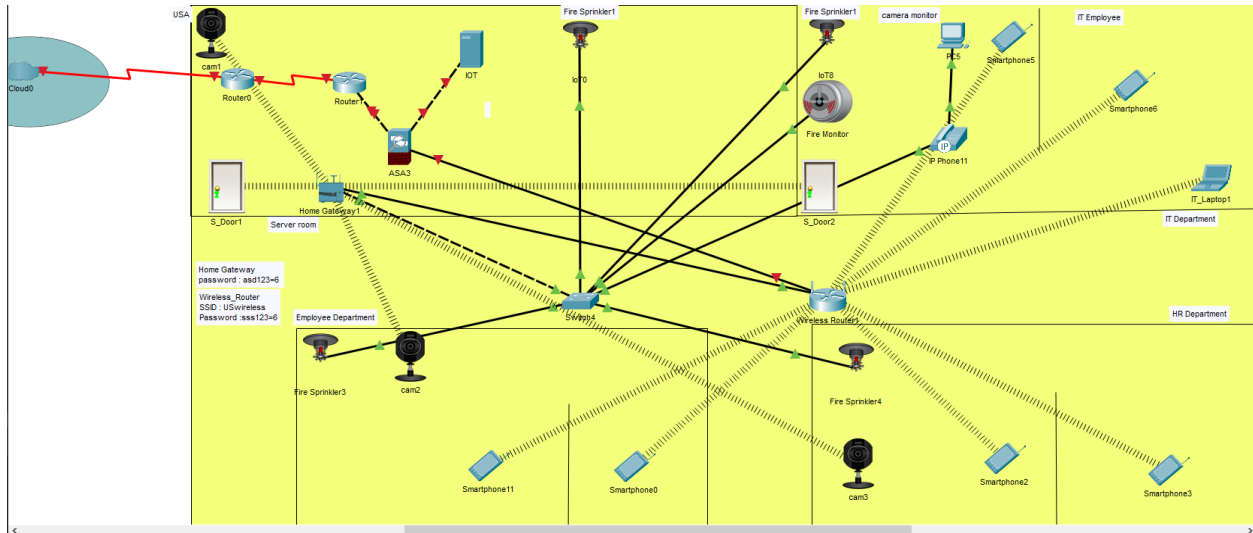 USA
Fire Sprinkler1
Fire Sprinkler1
camera monitor
IT Employee
cam1
IOT
IoT0
IoT8
PC5
Smartphone5
Cloud0
Router0
Router1
Smartphone6
Fire Monitor
IP
IP Phone11
ASA3
S_Door1
Home Gateway1
S_Door2
IT_Laptop1
Server room
IT Department
Home Gateway
password : asd123=6
Wireless_Router
SSID : USwireless
Password :sss123=6
Employee Department
Switch4
Wireless Router1
HR Department
Fire Sprinkler3
cam2
Fire Sprinkler4
Smartphone11
Smartphone0
cam3
Smartphone2
Smartphone3